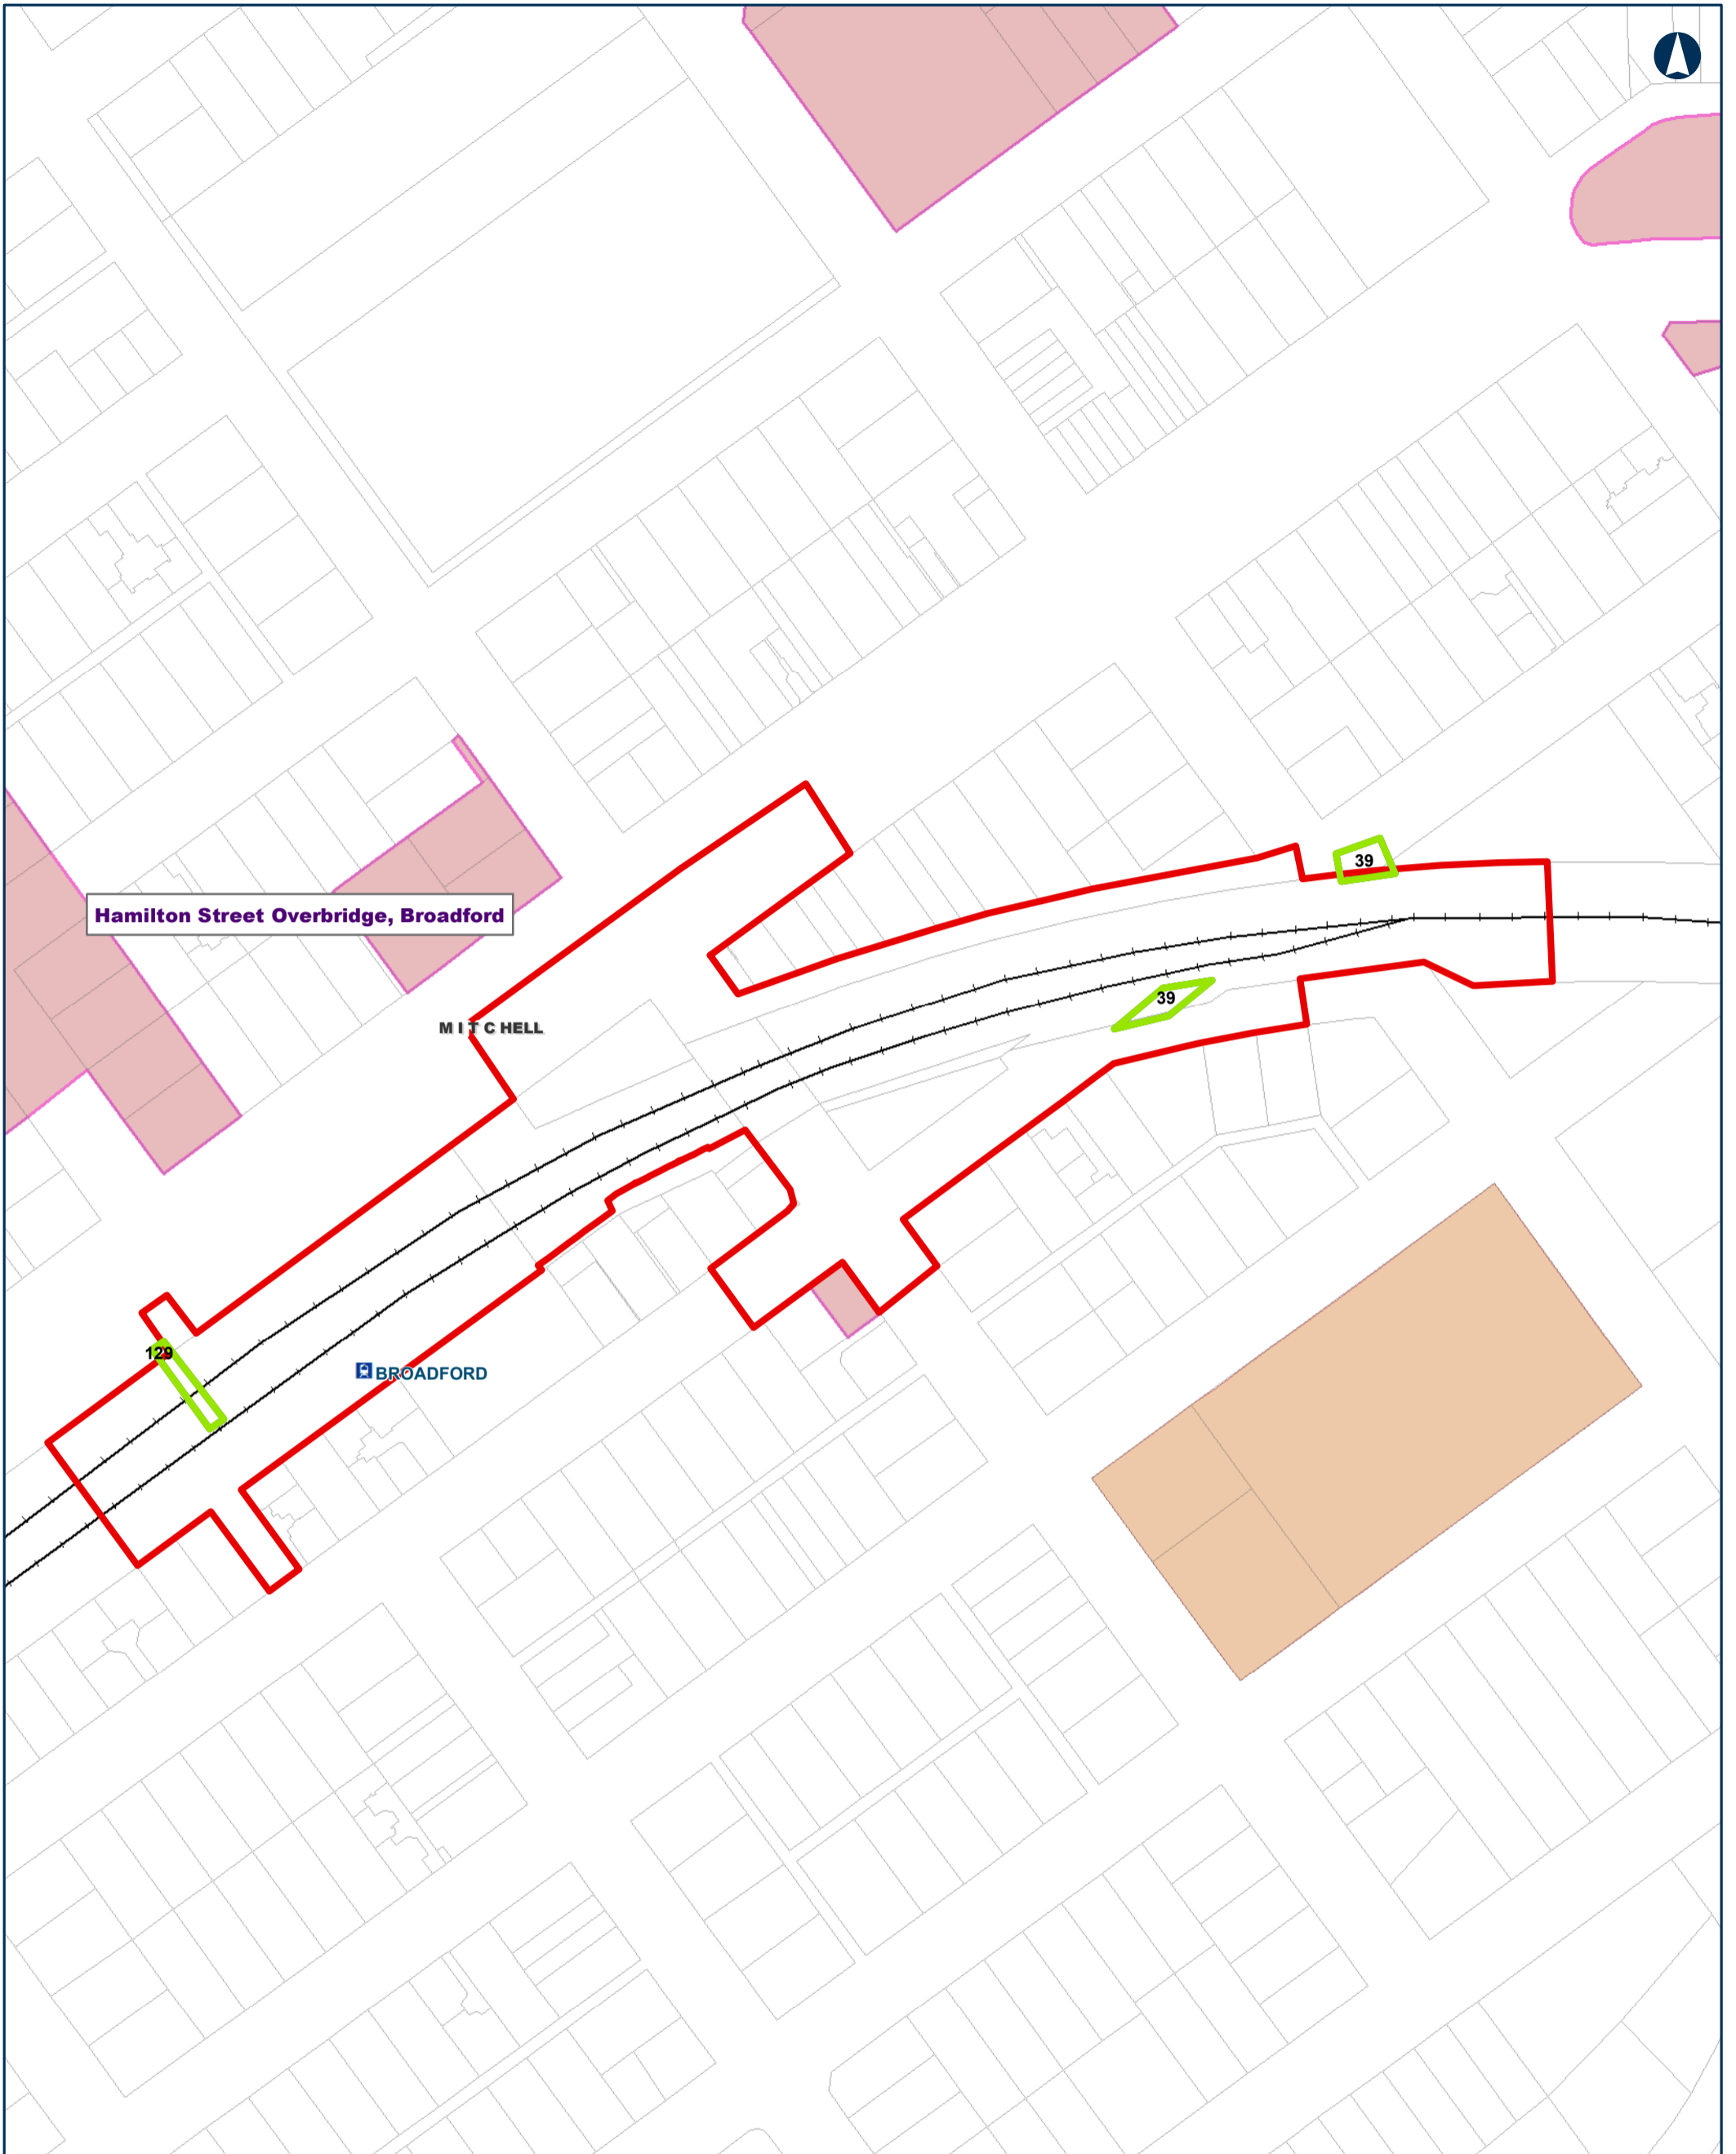 39
Hamilton Street Overbridge, Broadford
39
MITCHELL
129
BROADFORD